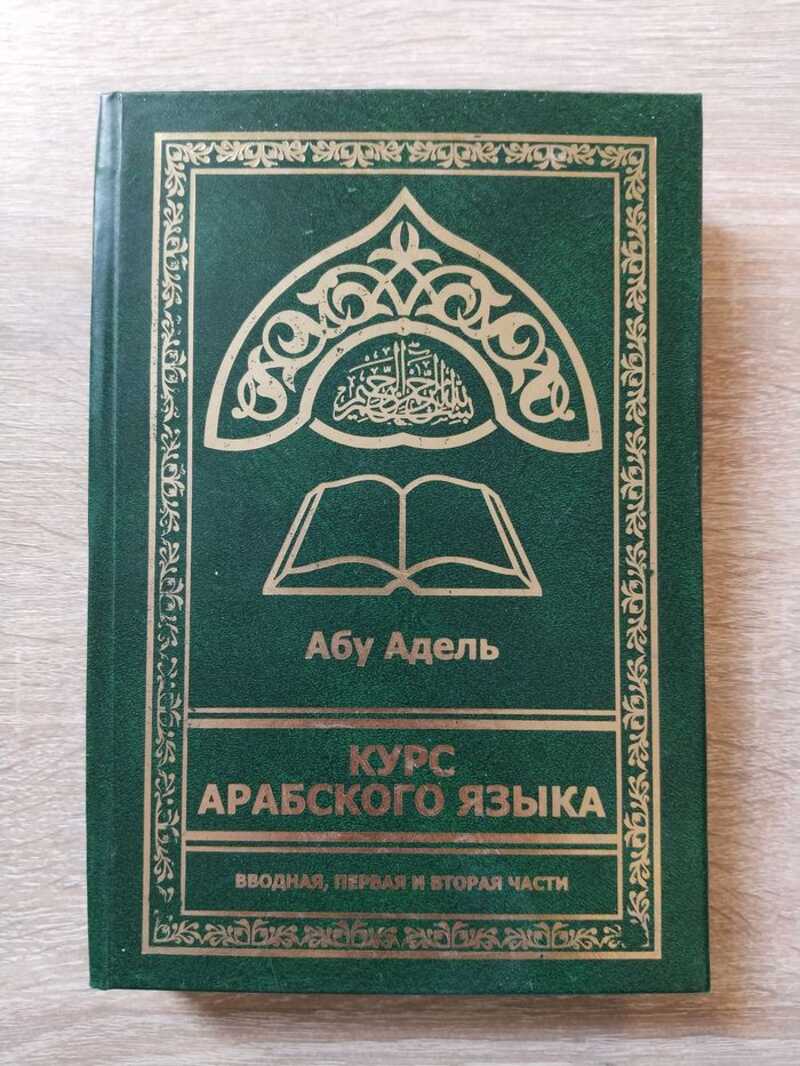 بسم الله الرحمن الرحيم
Абу Адель
КУРС
АРАБСКОГО ЯЗЫКА
ВВОДНАЯ, ПЕРВАЯ И ВТОРАЯ ЧАСТИ